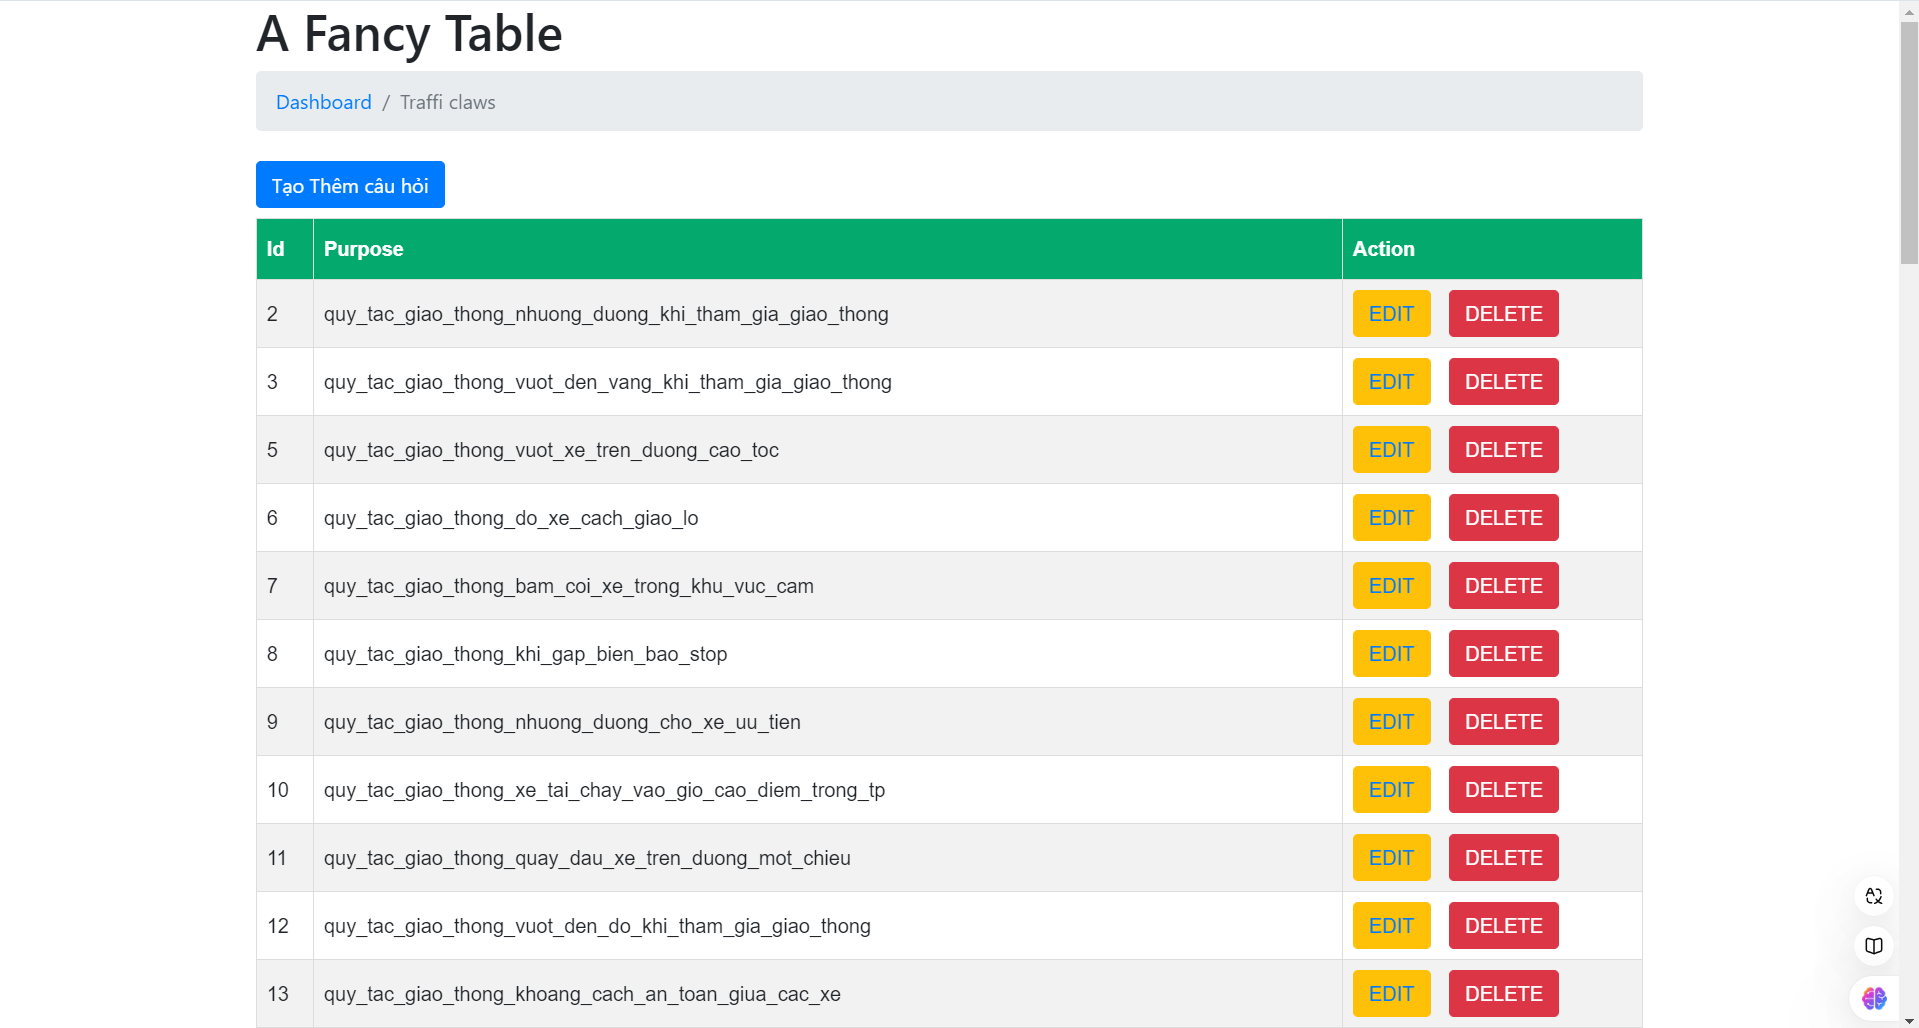 A Fancy Table
Dashboard / Traffi claws
Tạo Thêm câu hỏi
Id Purpose Action
2 quy_tac_giao_thong_nhuong_duong_khi_tham_gia_giao_thong EDIT DELETE
3 quy_tac_giao_thong_vuot_den_vang_khi_tham_gia_giao_thong EDIT DELETE
5 quy_tac_giao_thong_vuot_xe_tren_duong_cao_toc EDIT DELETE
6 quy_tac_giao_thong_do_xe_cach_giao_lo EDIT DELETE
7 quy_tac_giao_thong_bam_coi_xe_trong_khu_vuc_cam EDIT DELETE
8 quy_tac_giao_thong_khi_gap_bien_bao_stop EDIT DELETE
9 quy_tac_giao_thong_nhuong_duong_cho_xe_uu_tien EDIT DELETE
10 quy_tac_giao_thong_xe_tai_chay_vao_gio_cao_diem_trong_tp EDIT DELETE
11 quy_tac_giao_thong_quay_dau_xe_tren_duong_mot_chieu EDIT DELETE
12 quy_tac_giao_thong_vuot_den_do_khi_tham_gia_giao_thong EDIT DELETE
13 quy_tac_giao_thong_khoang_cach_an_toan_giua_cac_xe EDIT DELETE